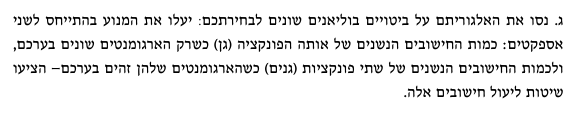 ג. נסו את האלגוריתם על ביטויים בוליאנים שונים לבחירתכם: יעלו את המנוע בהתייחס לשני
אספקטים: כמות החישובים הנשנים של אותה הפונקציה (גן) כשרק הארגומנטים שונים בערכם,
ולכמות החישובים הנשנים של שתי פונקציות (גנים) כשהארגומנטים שלהן זהים בערכם– הציעו
שיטות ליעול חישובים אלה.